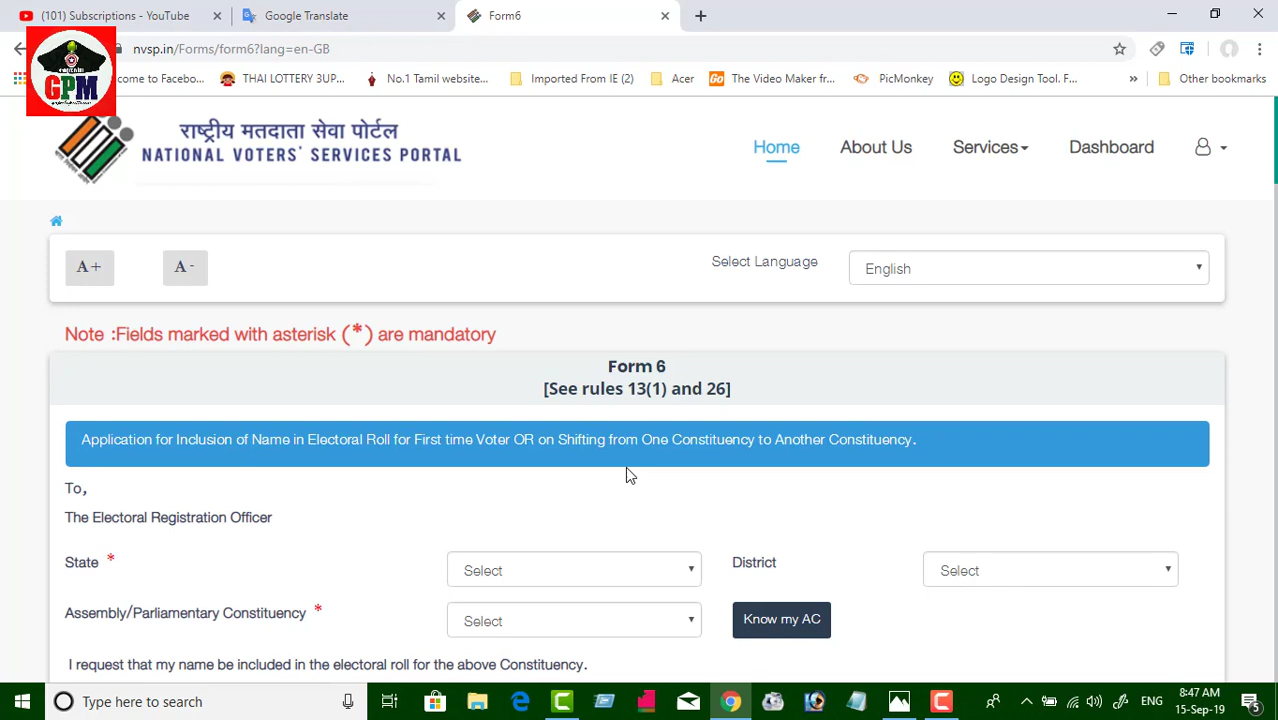 (101) Subscriptions - YouTube
Google Translate
Form6
nvsp.in/Forms/form6?lang=en-GB
come to Facebo...
THAI LOTTERY 3UP...
No.1 Tamil website...
Imported From IE (2)
Acer
Go
The Video Maker fr...
PicMonkey
Logo Design Tool. F...
»
Other bookmarks
GPM
राष्ट्रीय मतदाता सेवा पोर्टल
NATIONAL VOTERS' SERVICES PORTAL
Home
About Us
Services
Dashboard
A+
A-
Select Language
English
Note :Fields marked with asterisk (*) are mandatory
Form 6
[See rules 13(1) and 26]
Application for Inclusion of Name in Electoral Roll for First time Voter OR on Shifting from One Constituency to Another Constituency.
To,
The Electoral Registration Officer
State *
Select
District
Select
Assembly/Parliamentary Constituency *
Select
Know my AC
I request that my name be included in the electoral roll for the above Constituency.
Type here to search
ENG
8:47 AM
15-Sep-19
5